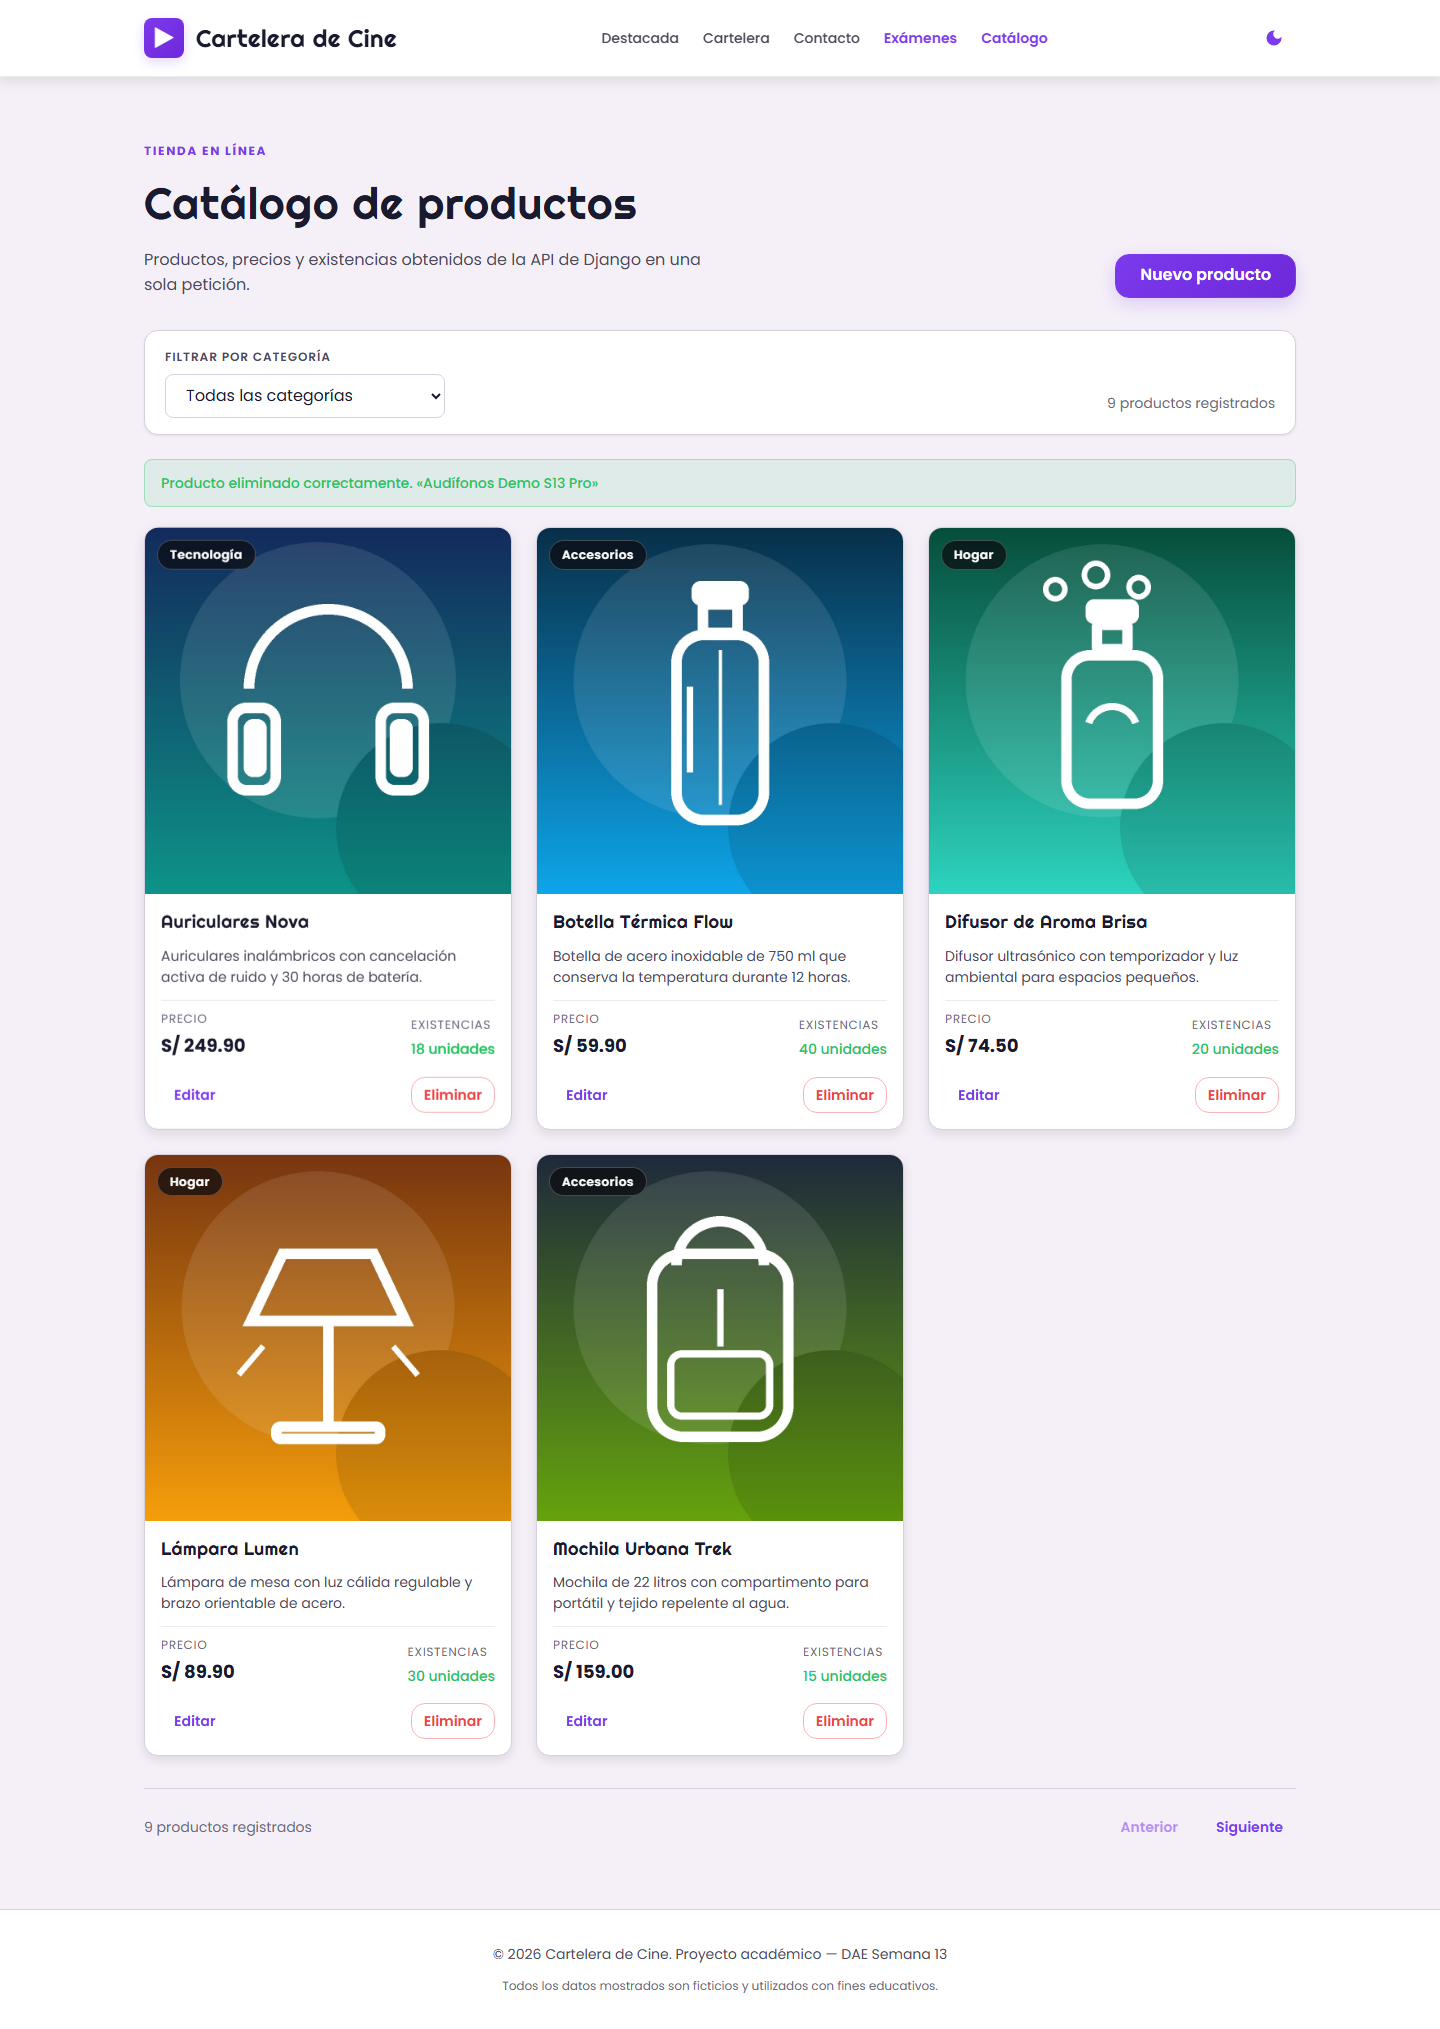 Cartelera de Cine
Destacada
Cartelera
Contacto
Exámenes
Catálogo
TIENDA EN LÍNEA
Catálogo de productos
Productos, precios y existencias obtenidos de la API de Django en una
sola petición.
Nuevo producto
FILTRAR POR CATEGORÍA
Todas las categorías
9 productos registrados
Producto eliminado correctamente. «Audífonos Demo S13 Pro»
Tecnología
Auriculares Nova
Auriculares inalámbricos con cancelación
activa de ruido y 30 horas de batería.
PRECIO
S/ 249.90
EXISTENCIAS
18 unidades
Editar
Eliminar
Accesorios
Botella Térmica Flow
Botella de acero inoxidable de 750 ml que
conserva la temperatura durante 12 horas.
PRECIO
S/ 59.90
EXISTENCIAS
40 unidades
Editar
Eliminar
Hogar
Difusor de Aroma Brisa
Difusor ultrasónico con temporizador y luz
ambiental para espacios pequeños.
PRECIO
S/ 74.50
EXISTENCIAS
20 unidades
Editar
Eliminar
Hogar
Lámpara Lumen
Lámpara de mesa con luz cálida regulable y
brazo orientable de acero.
PRECIO
S/ 89.90
EXISTENCIAS
30 unidades
Editar
Eliminar
Accesorios
Mochila Urbana Trek
Mochila de 22 litros con compartimento para
portátil y tejido repelente al agua.
PRECIO
S/ 159.00
EXISTENCIAS
15 unidades
Editar
Eliminar
9 productos registrados
Anterior
Siguiente
© 2026 Cartelera de Cine. Proyecto académico — DAE Semana 13
Todos los datos mostrados son ficticios y utilizados con fines educativos.